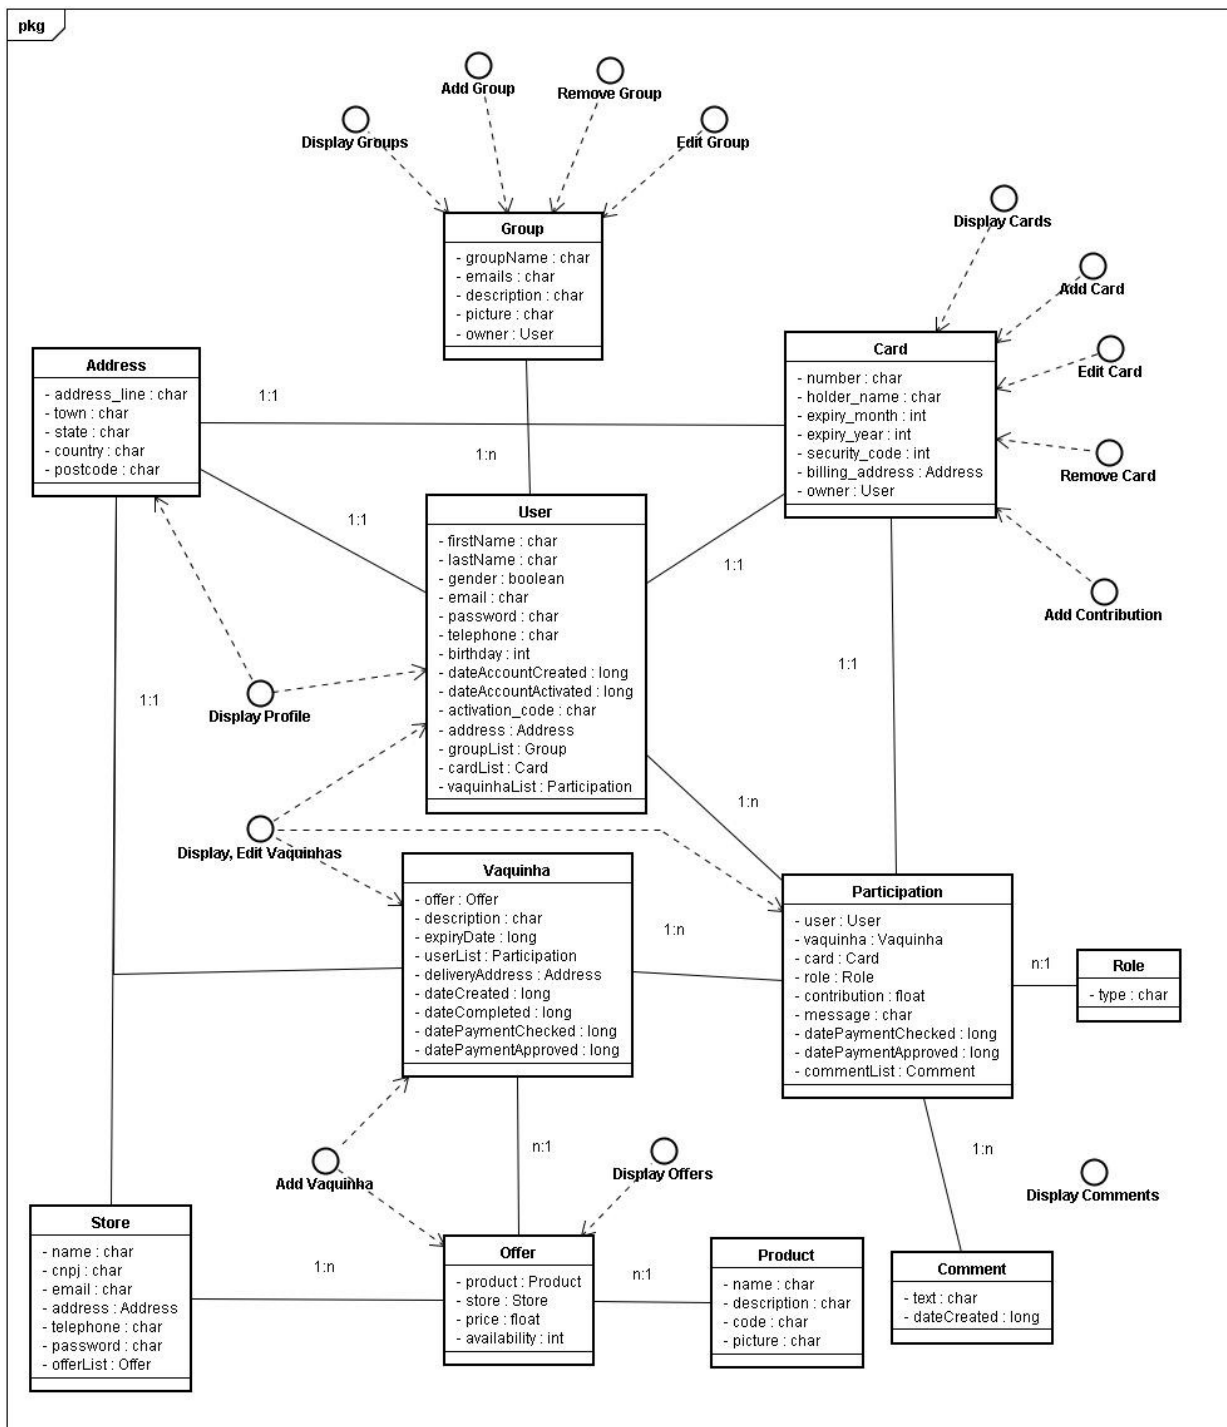 pkg
Add Group
Remove Group
Display Groups
Edit Group
Display Cards
Group
- groupName : char
- emails : char
- description : char
- picture : char
- owner : User
Add Card
Edit Card
Remove Card
Add Contribution
Card
- number : char
- holder_name : char
- expiry_month : int
- expiry_year : int
- security_code : int
- billing_address : Address
- owner : User
Address
- address_line : char
- town : char
- state : char
- country : char
- postcode : char
1:1
1:n
1:1
1:1
1:1
1:1
User
- firstName : char
- lastName : char
- gender : boolean
- email : char
- password : char
- telephone : char
- birthday : int
- dateAccountCreated : long
- dateAccountActivated : long
- activation_code : char
- address : Address
- groupList : Group
- cardList : Card
- vaquinhaList : Participation
Display Profile
1:n
Display, Edit Vaquinhas
Vaquinha
- offer : Offer
- description : char
- expiryDate : long
- userList : Participation
- deliveryAddress : Address
- dateCreated : long
- dateCompleted : long
- datePaymentChecked : long
- datePaymentApproved : long
1:n
Participation
- user : User
- vaquinha : Vaquinha
- card : Card
- role : Role
- contribution : float
- message : char
- datePaymentChecked : long
- datePaymentApproved : long
- commentList : Comment
n:1
Role
- type : char
n:1
1:n
Add Vaquinha
Display Offers
Display Comments
Store
- name : char
- cnpj : char
- email : char
- address : Address
- telephone : char
- password : char
- offerList : Offer
1:n
Offer
- product : Product
- store : Store
- price : float
- availability : int
n:1
Product
- name : char
- description : char
- code : char
- picture : char
Comment
- text : char
- dateCreated : long